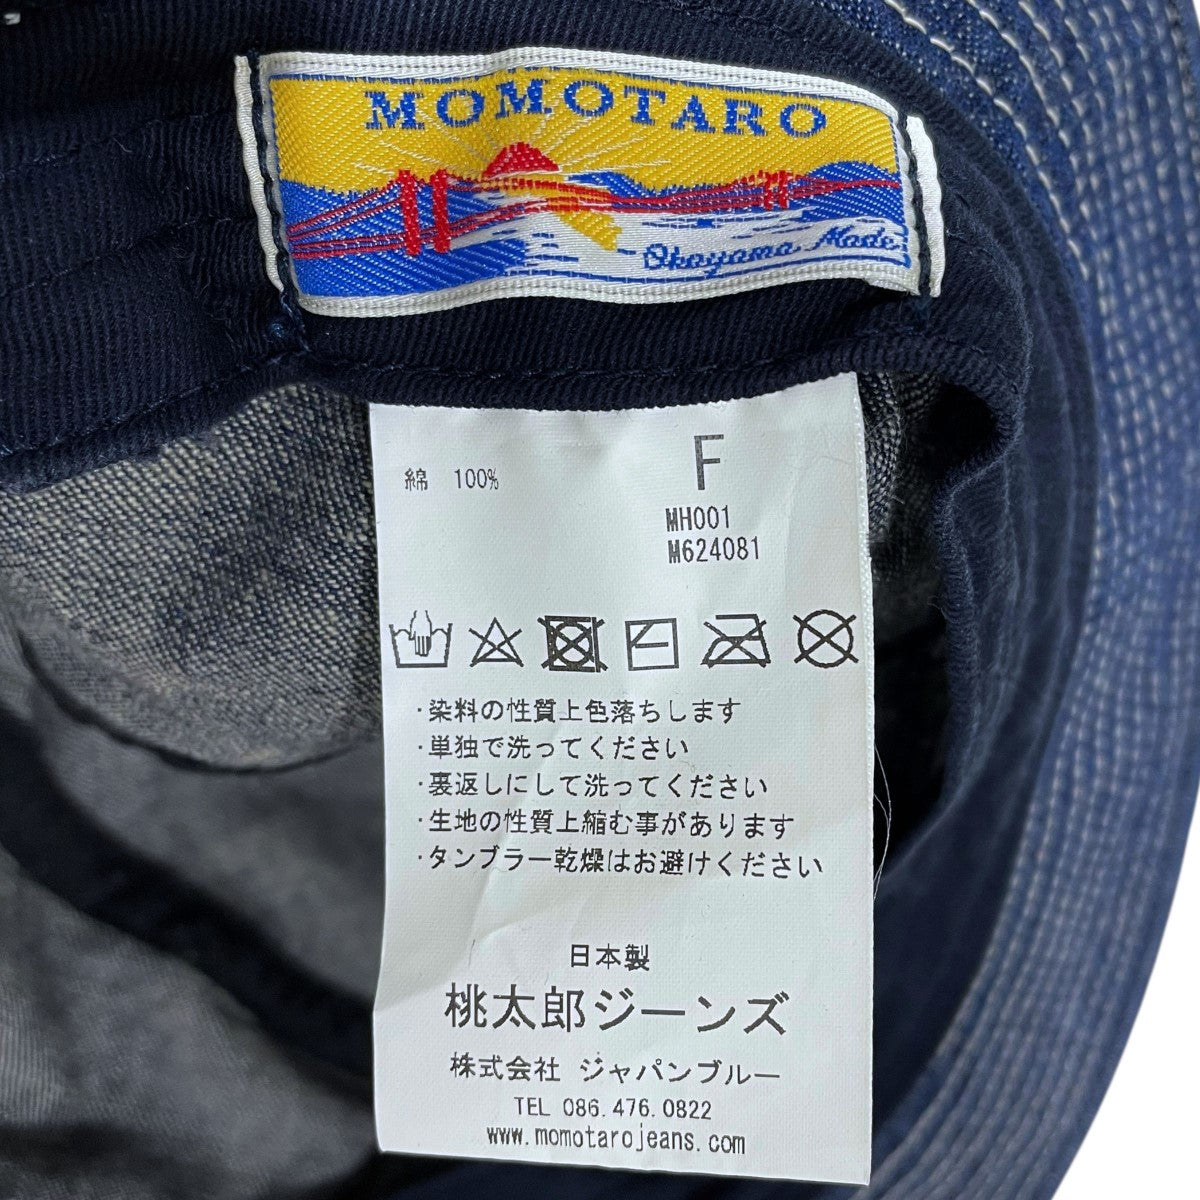 MOMOTARO
Okayama Made
綿 100%
F
MH001
M624081
・染料の性質上色落ちします
・単独で洗ってください
・裏返しにして洗ってください
・生地の性質上縮む事があります
・タンブラー乾燥はお避けください
日本製
桃太郎ジーンズ
株式会社 ジャパンブルー
TEL 086.476.0822
www.momotarojeans.com